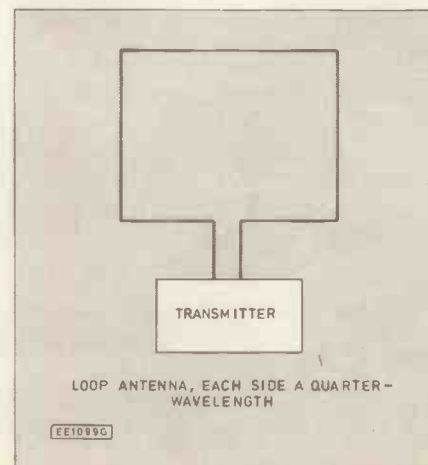 TRANSMITTER
LOOP ANTENNA, EACH SIDE A QUARTER-
WAVELENGTH
EE1099G